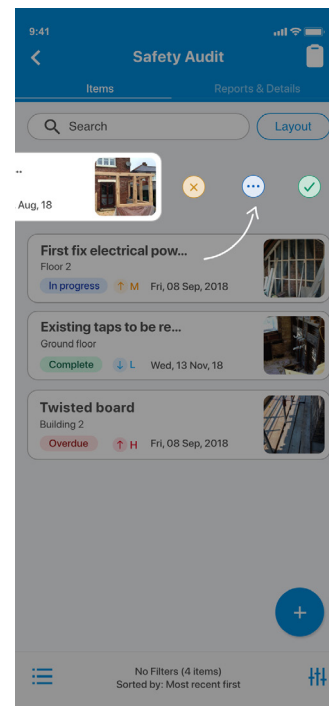 9:41
Safety Audit
Items
Reports & Details
Search
Layout
..
Aug, 18
First fix electrical pow...
Floor 2
In progress
M
Fri, 08 Sep, 2018
Existing taps to be re...
Ground floor
Complete
L
Wed, 13 Nov, 18
Twisted board
Building 2
Overdue
H
Fri, 08 Sep, 2018
No Filters (4 items)
Sorted by: Most recent first